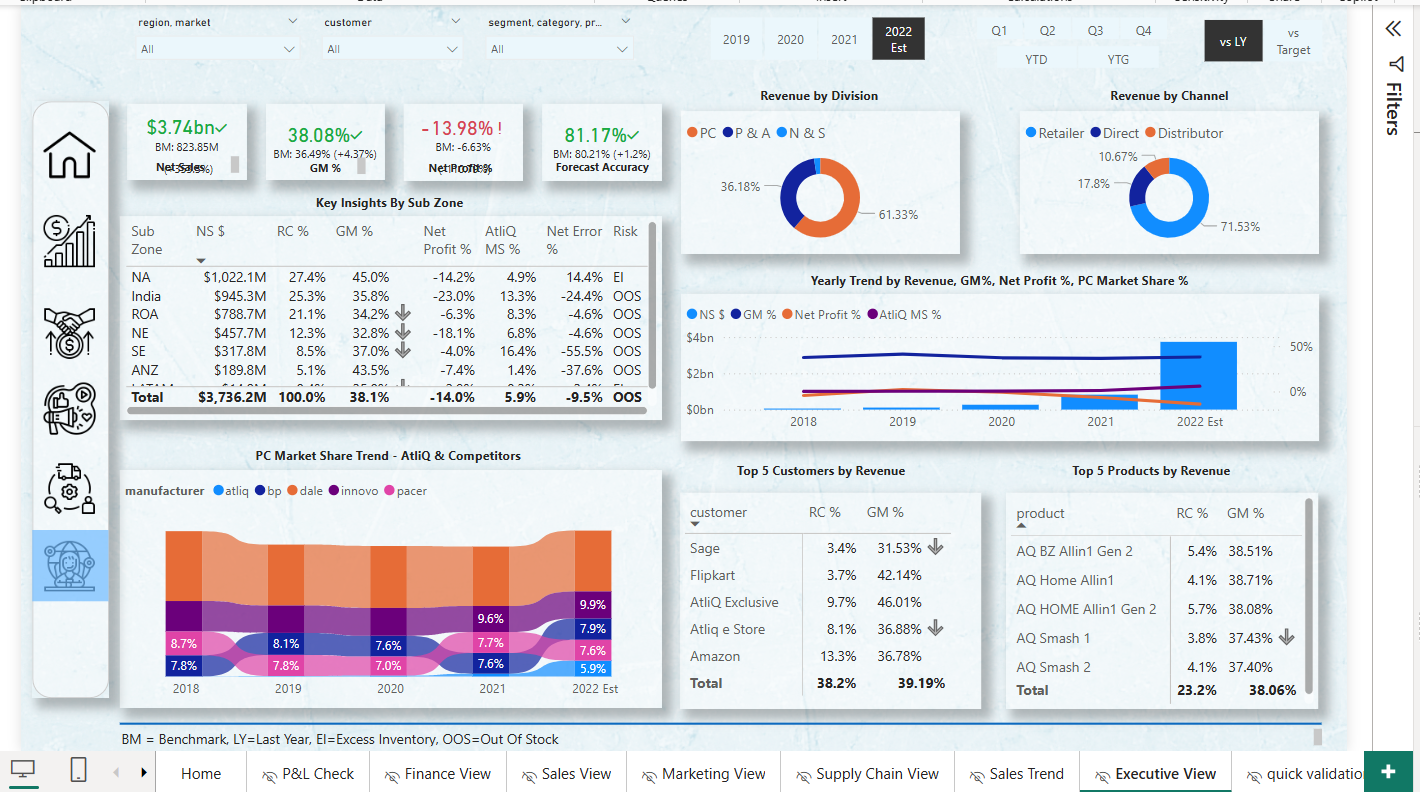 region, market
customer
segment, category, pr...
All
All
All
2019
2020
2021
2022
Est
Q1
Q2
Q3
Q4
YTD
YTG
vs LY
vs
Target
Filters
$3.74bn
BM: 823.85M
Net Sales
38.08%
BM: 36.49% (+4.37%)
GM %
-13.98% !
BM: -6.63%
Net Profit %
81.17%
BM: 80.21% (+1.2%)
Forecast Accuracy
Revenue by Division
PC P & A N & S
36.18%
61.33%
Revenue by Channel
Retailer Direct Distributor
10.67%
17.8%
71.53%
Key Insights By Sub Zone
Sub Zone NS $ RC % GM % Net Profit % AtliQ MS % Net Error % Risk
NA $1,022.1M 27.4% 45.0% -14.2% 4.9% 14.4% EI
India $945.3M 25.3% 35.8% -23.0% 13.3% -24.4% OOS
ROA $788.7M 21.1% 34.2% -6.3% 8.3% -4.6% OOS
NE $457.7M 12.3% 32.8% -18.1% 6.8% -4.6% OOS
SE $317.8M 8.5% 37.0% -4.0% 16.4% -55.5% OOS
ANZ $189.8M 5.1% 43.5% -7.4% 1.4% -37.6% OOS
Total $3,736.2M 100.0% 38.1% -14.0% 5.9% -9.5% OOS
Yearly Trend by Revenue, GM%, Net Profit %, PC Market Share %
NS $ GM % Net Profit % AtliQ MS %
$4bn
$2bn
$0bn
50%
0%
2018 2019 2020 2021 2022 Est
PC Market Share Trend - AtliQ & Competitors
manufacturer atliq bp dale innovo pacer
8.7%
7.8%
8.1%
7.8%
7.6%
7.0%
9.6%
7.7%
7.6%
9.9%
7.9%
7.6%
5.9%
2018 2019 2020 2021 2022 Est
Top 5 Customers by Revenue
customer RC % GM %
Sage 3.4% 31.53%
Flipkart 3.7% 42.14%
AtliQ Exclusive 9.7% 46.01%
Atliq e Store 8.1% 36.88%
Amazon 13.3% 36.78%
Total 38.2% 39.19%
Top 5 Products by Revenue
product RC % GM %
AQ BZ Allin1 Gen 2 5.4% 38.51%
AQ Home Allin1 4.1% 38.71%
AQ HOME Allin1 Gen 2 5.7% 38.08%
AQ Smash 1 3.8% 37.43%
AQ Smash 2 4.1% 37.40%
Total 23.2% 38.06%
BM = Benchmark, LY=Last Year, EI=Excess Inventory, OOS=Out Of Stock
Home
P&L Check
Finance View
Sales View
Marketing View
Supply Chain View
Sales Trend
Executive View
quick validatio